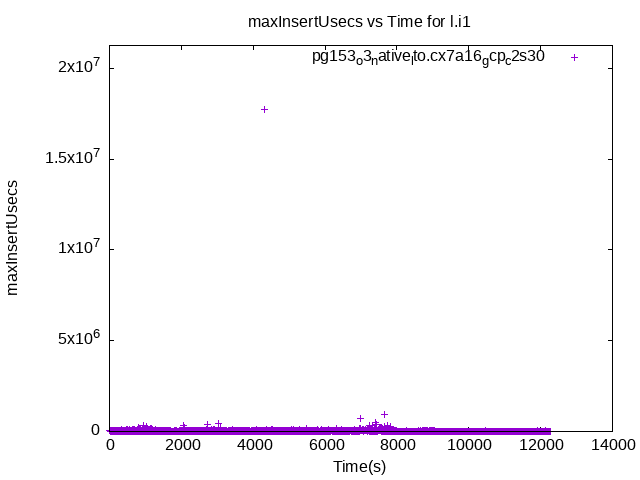 maxInsertUsecs vs Time for l.i1
pg153_o3_native_lto.cx7a16_gcp_c2s30
2x10^7
1.5x10^7
1x10^7
5x10^6
0
maxInsertUsecs
0 2000 4000 6000 8000 10000 12000 14000
Time(s)